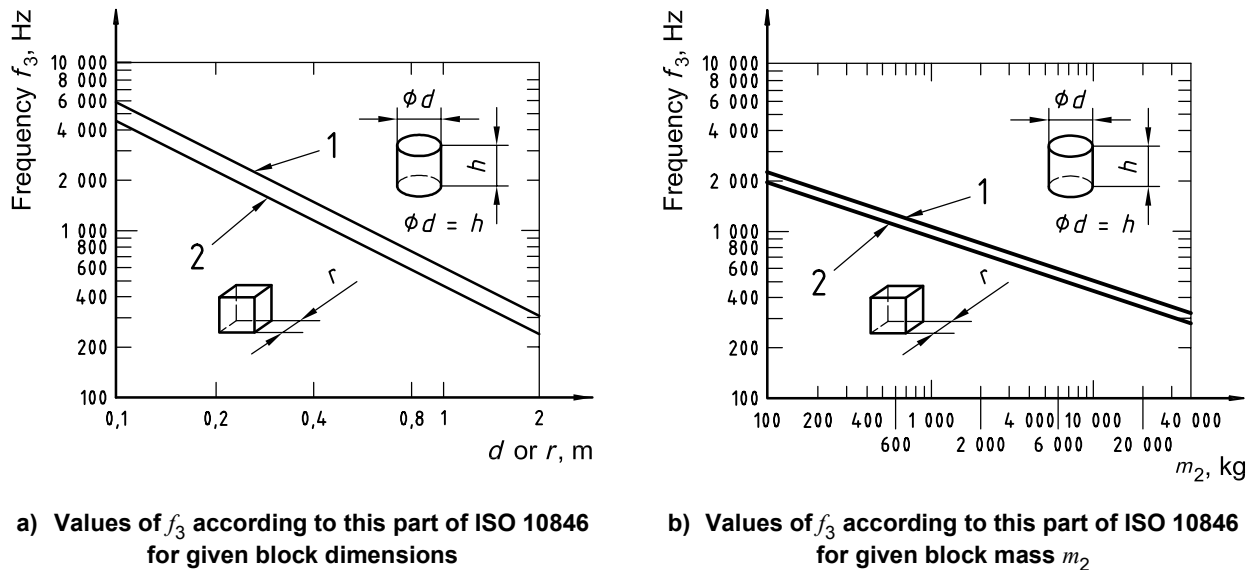 Frequency f3, Hz
10 000
6 000
4 000
2 000
1 000
800
600
400
200
100
0,1
0,2
0,4
0,8
1
2
d or r, m
1
2
ϕd
h
ϕd = h
r
a) Values of f3 according to this part of ISO 10846
for given block dimensions
Frequency f3, Hz
10 000
6 000
4 000
2 000
1 000
800
600
400
200
100
100 200 1 000 4 000 10 000 40 000
600 2 000 6 000 20 000
m2, kg
1
2
ϕd
h
ϕd = h
r
b) Values of f3 according to this part of ISO 10846
for given block mass m2